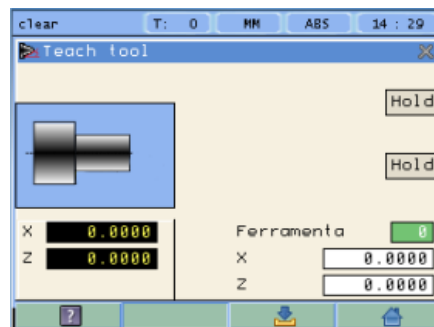 clear T: 0 MM ABS 14 : 29
Teach tool
Hold
Hold
X 0.0000 Ferramenta 0
Z 0.0000 X 0.0000
Z 0.0000
?